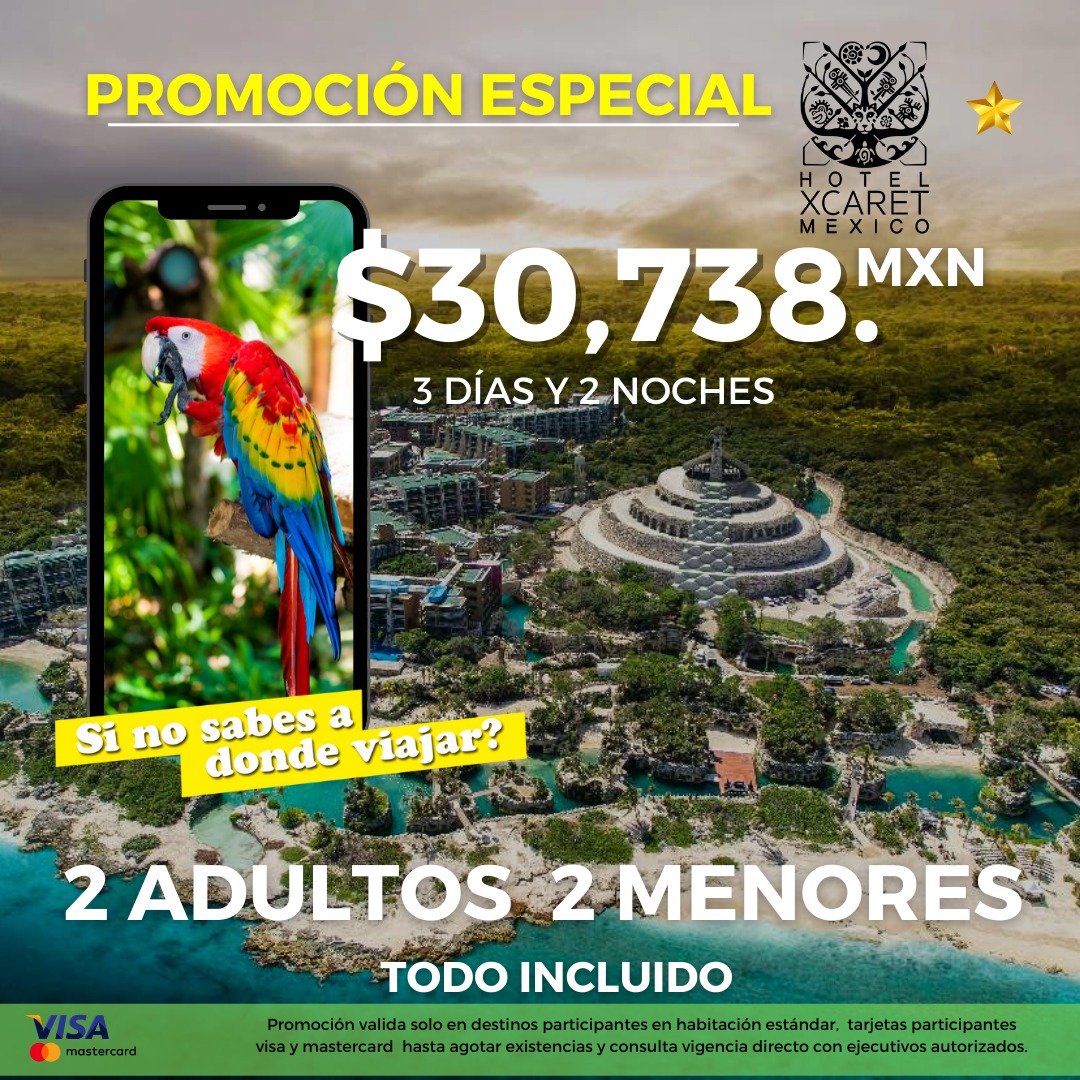 PROMOCIÓN ESPECIAL
HOTEL
XCARET
MÉXICO
$30,738.MXN
3 DÍAS Y 2 NOCHES
Si no sabes a
donde viajar?
2 ADULTOS 2 MENORES
TODO INCLUIDO
VISA
mastercard
Promoción valida solo en destinos participantes en habitación estándar, tarjetas participantes
visa y mastercard hasta agotar existencias y consulta vigencia directo con ejecutivos autorizados.